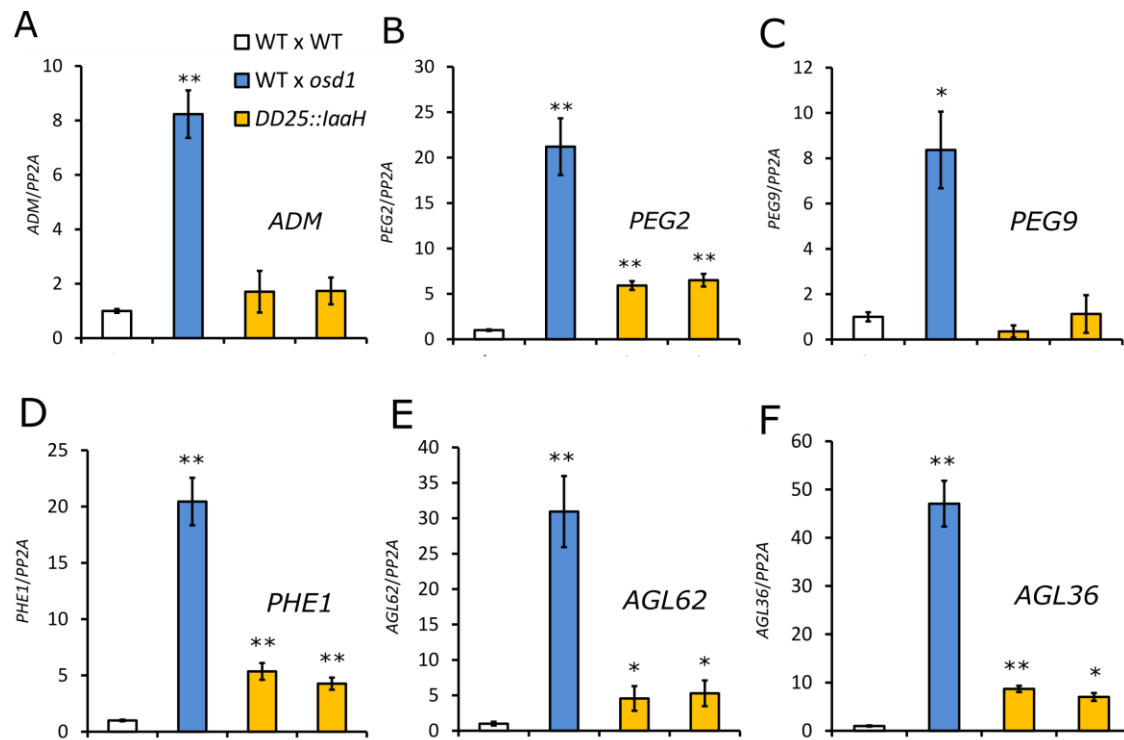 A
WT x WT
WT x osd1
DD25::IaaH
ADM/PP2A
10
8
6
4
2
0
**
ADM
B
PEG2/PP2A
30
25
20
15
10
5
0
**
**
**
PEG2
C
PEG9/PP2A
12
10
8
6
4
2
0
*
PEG9
D
PHE1/PP2A
25
20
15
10
5
0
**
**
**
PHE1
E
AGL62/PP2A
40
35
30
25
20
15
10
5
0
**
*
*
AGL62
F
AGL36/PP2A
60
50
40
30
20
10
0
**
**
*
AGL36